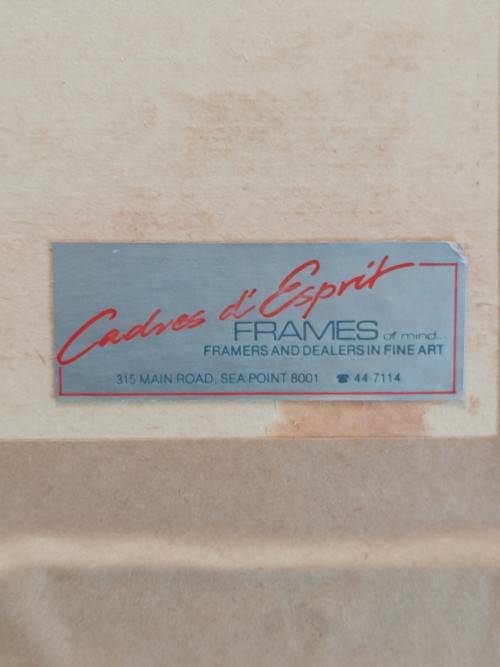 Cadres d'Esprit
FRAMES of mind...
FRAMERS AND DEALERS IN FINE ART
315 MAIN ROAD, SEA POINT 8001 ☎ 44 7114